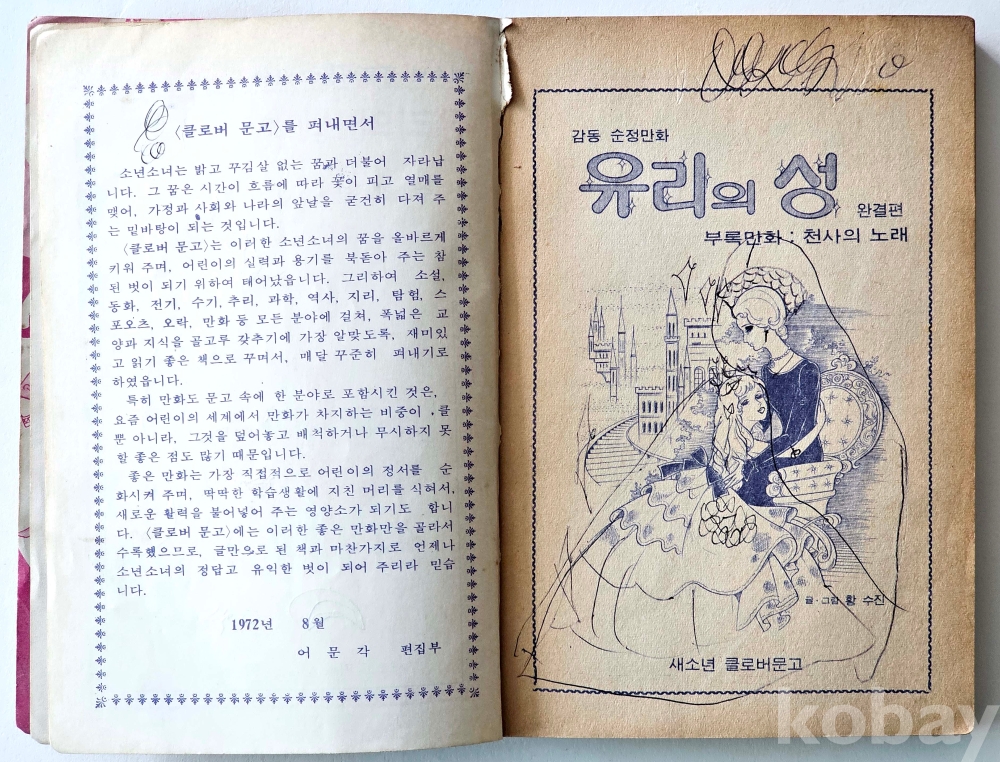 〈클로버 문고〉를 펴내면서
소년소녀는 밝고 꾸김살 없는 꿈과 더불어 자라납
니다. 그 꿈은 시간이 흐름에 따라 꽃이 피고 열매를
맺어, 가정과 사회와 나라의 앞날을 굳건히 다져 주
는 밑바탕이 되는 것입니다.
〈클로버 문고〉는 이러한 소년소녀의 꿈을 올바르게
키워 주며, 어린이의 실력과 용기를 북돋아 주는 참
된 벗이 되기 위하여 태어났읍니다. 그리하여 소설,
동화, 전기, 수기, 추리, 과학, 역사, 지리, 탐험, 스
포오츠, 오락, 만화 등 모든 분야에 걸쳐, 폭넓은 교
양과 지식을 골고루 갖추기에 가장 알맞도록, 재미있
고 읽기 좋은 책으로 꾸며서, 매달 꾸준히 펴내기로
하였읍니다.
특히 만화도 문고 속에 한 분야로 포함시킨 것은,
요즘 어린이의 세계에서 만화가 차지하는 비중이 클
뿐 아니라, 그것을 덮어놓고 배척하거나 무시하지 못
할 좋은 점도 많기 때문입니다.
좋은 만화는 가장 직접적으로 어린이의 정서를 순
화시켜 주며, 딱딱한 학습생활에 지친 머리를 식혀서,
새로운 활력을 불어넣어 주는 영양소가 되기도 합니
다. 〈클로버 문고〉에는 이러한 좋은 만화만을 골라서
수록했으므로, 글만으로 된 책과 마찬가지로 언제나
소년소녀의 정답고 유익한 벗이 되어 주리라 믿습
니다.
1972년 8월
어문각 편집부
감동 순정만화
유리의 성 완결편
부록만화 : 천사의 노래
글·그림 황 수진
새소년 클로버문고
kobay